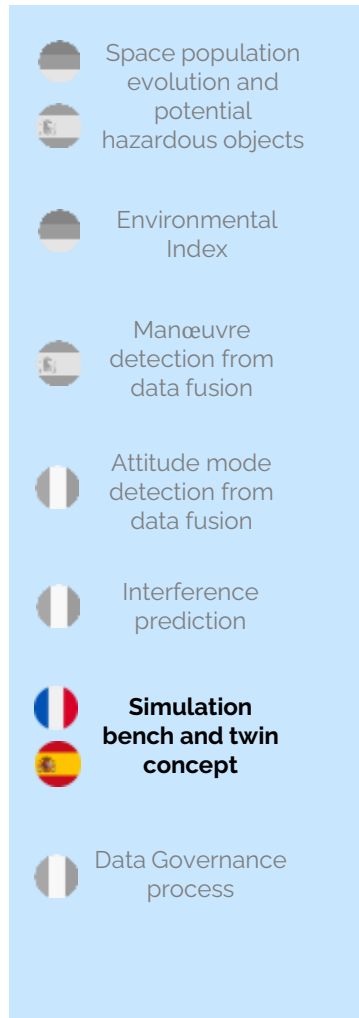 Space population
evolution and
potential
hazardous objects
Environmental
Index
Manœuvre
detection from
data fusion
Attitude mode
detection from
data fusion
Interference
prediction
Simulation
bench and twin
concept
Data Governance
process